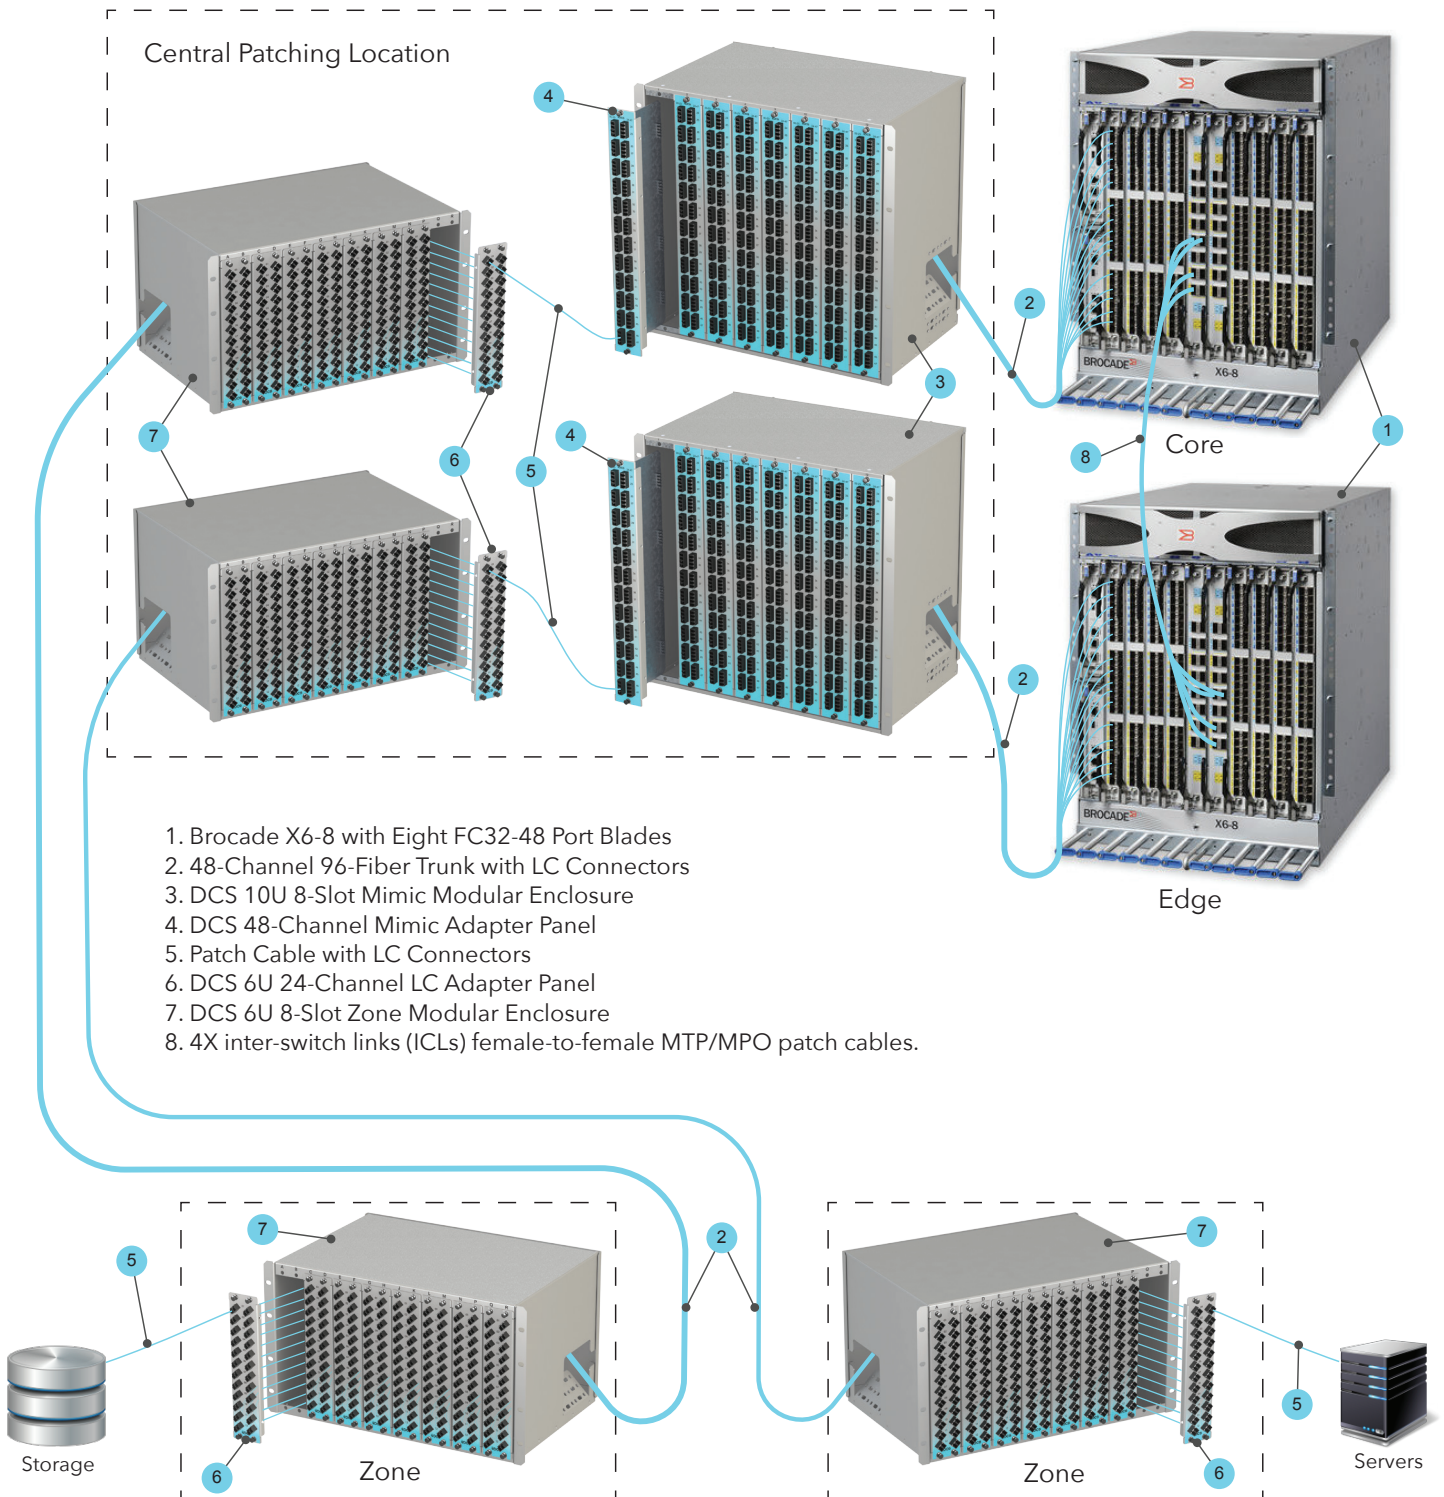 Central Patching Location
4
4
2
3
7
6
5
8
1
2
BROCADE
X6-8
Core
BROCADE
X6-8
Edge
1. Brocade X6-8 with Eight FC32-48 Port Blades
2. 48-Channel 96-Fiber Trunk with LC Connectors
3. DCS 10U 8-Slot Mimic Modular Enclosure
4. DCS 48-Channel Mimic Adapter Panel
5. Patch Cable with LC Connectors
6. DCS 6U 24-Channel LC Adapter Panel
7. DCS 6U 8-Slot Zone Modular Enclosure
8. 4X inter-switch links (ICLs) female-to-female MTP/MPO patch cables.
7
2
7
5
5
6
6
Storage
Zone
Zone
Servers